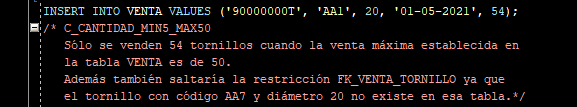 INSERT INTO VENTA VALUES ('90000000T', 'AA1', 20, '01-05-2021', 54);
/* C_CANTIDAD_MIN5_MAX50
Sólo se venden 54 tornillos cuando la venta máxima establecida en
la tabla VENTA es de 50.
Además también saltaría la restricción FK_VENTA_TORNILLO ya que
el tornillo con código AA7 y diámetro 20 no existe en esa tabla.*/